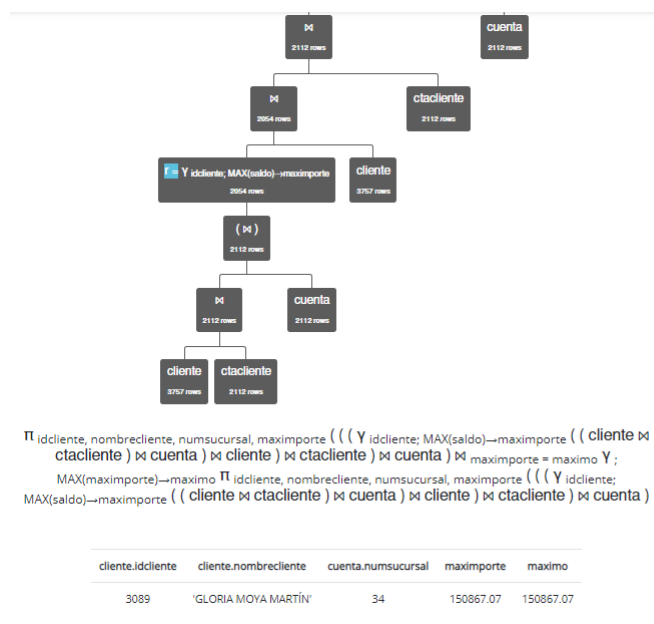 ⋈ cuenta
2112 rows 2112 rows
⋈ ctacliente
2054 rows 2112 rows
r = γ idcliente; MAX(saldo)→maximporte cliente
2054 rows 3757 rows
( ⋈ )
2112 rows
⋈ cuenta
2112 rows 2112 rows
cliente ctacliente
3757 rows 2112 rows
π idcliente, nombrecliente, numsucursal, maximporte ( ( ( γ idcliente; MAX(saldo)→maximporte ( ( cliente ⋈
ctacliente ) ⋈ cuenta ) ⋈ cliente ) ⋈ ctacliente ) ⋈ cuenta ) ⋈ maximporte = maximo γ ;
MAX(maximporte)→maximo π idcliente, nombrecliente, numsucursal, maximporte ( ( ( γ idcliente;
MAX(saldo)→maximporte ( ( cliente ⋈ ctacliente ) ⋈ cuenta ) ⋈ cliente ) ⋈ ctacliente ) ⋈ cuenta )
cliente.idcliente cliente.nombrecliente cuenta.numsucursal maximporte maximo
3089 'GLORIA MOYA MARTÍN' 34 150867.07 150867.07